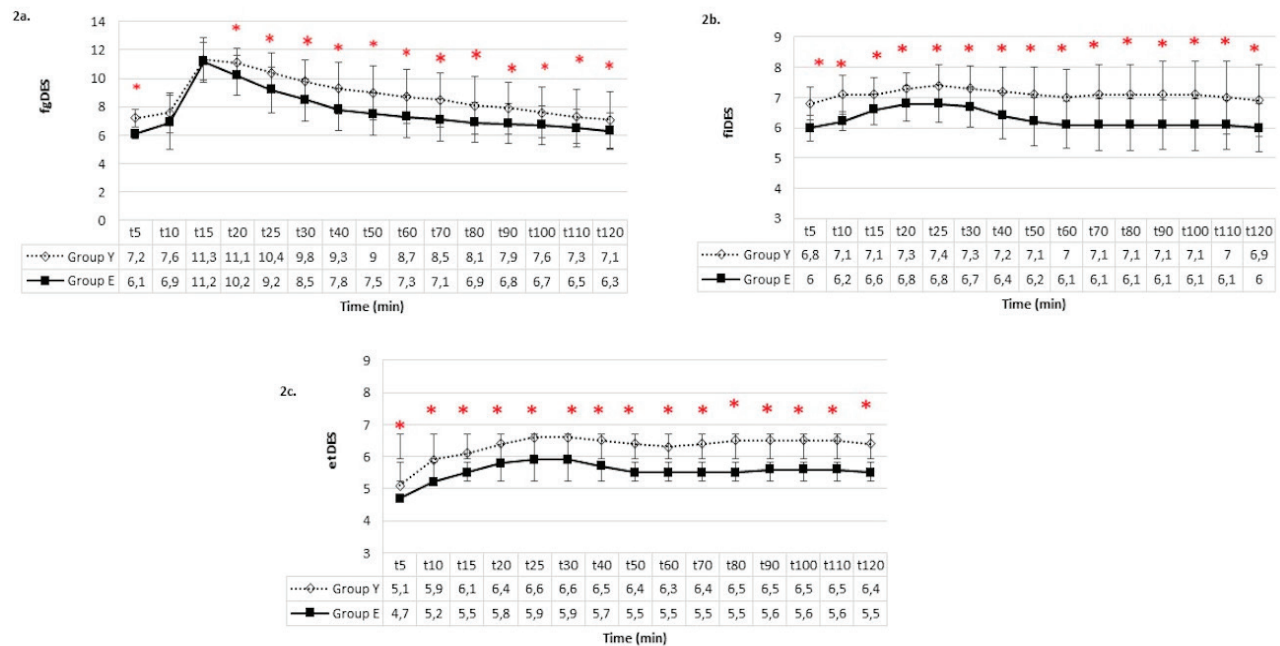 2a.
fgDES
14
12
10
8
6
4
2
0
t5 t10 t15 t20 t25 t30 t40 t50 t60 t70 t80 t90 t100 t110 t120
Group Y 7,2 7,6 11,3 11,1 10,4 9,8 9,3 9 8,7 8,5 8,1 7,9 7,6 7,3 7,1
Group E 6,1 6,9 11,2 10,2 9,2 8,5 7,8 7,5 7,3 7,1 6,9 6,8 6,7 6,5 6,3
Time (min)
2b.
fiDES
9
8
7
6
5
4
3
t5 t10 t15 t20 t25 t30 t40 t50 t60 t70 t80 t90 t100 t110 t120
Group Y 6,8 7,1 7,1 7,3 7,4 7,3 7,2 7,1 7 7,1 7,1 7,1 7,1 7 6,9
Group E 6 6,2 6,6 6,8 6,8 6,7 6,4 6,2 6,1 6,1 6,1 6,1 6,1 6,1 6
Time (min)
2c.
etDES
9
8
7
6
5
4
3
t5 t10 t15 t20 t25 t30 t40 t50 t60 t70 t80 t90 t100 t110 t120
Group Y 5,1 5,9 6,1 6,4 6,6 6,6 6,5 6,4 6,3 6,4 6,5 6,5 6,5 6,5 6,4
Group E 4,7 5,2 5,5 5,8 5,9 5,9 5,7 5,5 5,5 5,5 5,5 5,6 5,6 5,6 5,5
Time (min)